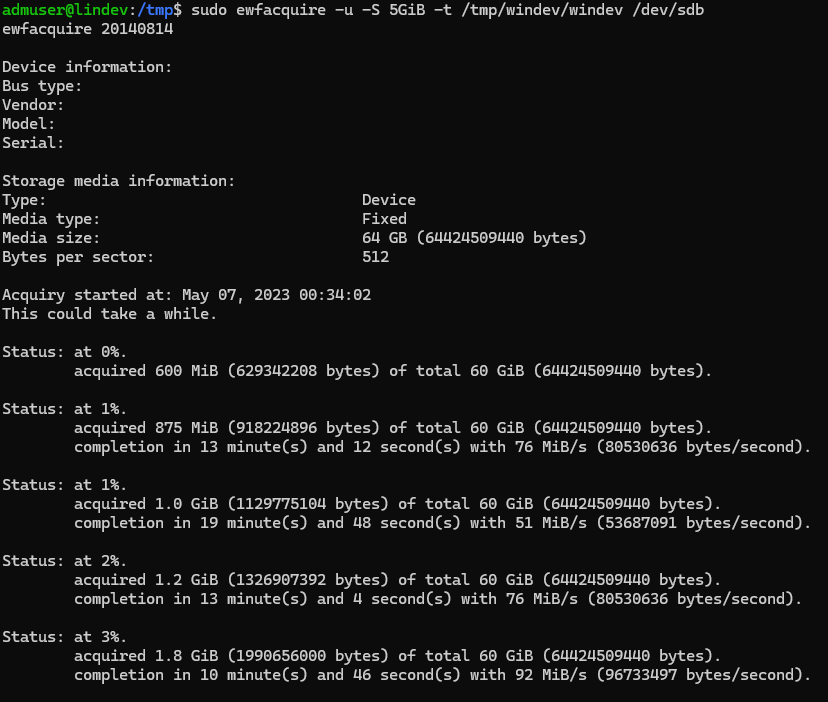 admuser@lindev:/tmp$ sudo ewfacquire -u -S 5GiB -t /tmp/windev/windev /dev/sdb
ewfacquire 20140814
Device information:
Bus type:
Vendor:
Model:
Serial:
Storage media information:
Type: Device
Media type: Fixed
Media size: 64 GB (64424509440 bytes)
Bytes per sector: 512
Acquiry started at: May 07, 2023 00:34:02
This could take a while.
Status: at 0%.
acquired 600 MiB (629342208 bytes) of total 60 GiB (64424509440 bytes).
Status: at 1%.
acquired 875 MiB (918224896 bytes) of total 60 GiB (64424509440 bytes).
completion in 13 minute(s) and 12 second(s) with 76 MiB/s (80530636 bytes/second).
Status: at 1%.
acquired 1.0 GiB (1129775104 bytes) of total 60 GiB (64424509440 bytes).
completion in 19 minute(s) and 48 second(s) with 51 MiB/s (53687091 bytes/second).
Status: at 2%.
acquired 1.2 GiB (1326907392 bytes) of total 60 GiB (64424509440 bytes).
completion in 13 minute(s) and 4 second(s) with 76 MiB/s (80530636 bytes/second).
Status: at 3%.
acquired 1.8 GiB (1990656000 bytes) of total 60 GiB (64424509440 bytes).
completion in 10 minute(s) and 46 second(s) with 92 MiB/s (96733497 bytes/second).